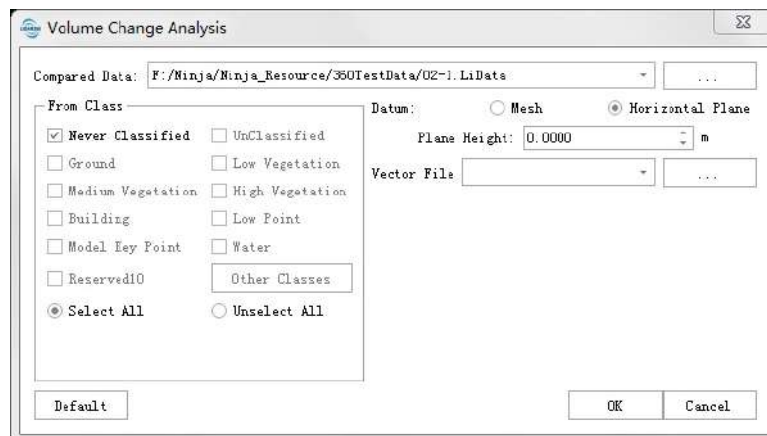 Volume Change Analysis
Compared Data: F:/Ninja/Ninja_Resource/360TestData/02-1.LiData ...
From Class
Never Classified UnClassified
Ground Low Vegetation
Medium Vegetation High Vegetation
Building Low Point
Model Key Point Water
Reserved10 Other Classes
Select All Unselect All
Datum: Mesh Horizontal Plane
Plane Height: 0.0000 m
Vector File ...
Default OK Cancel